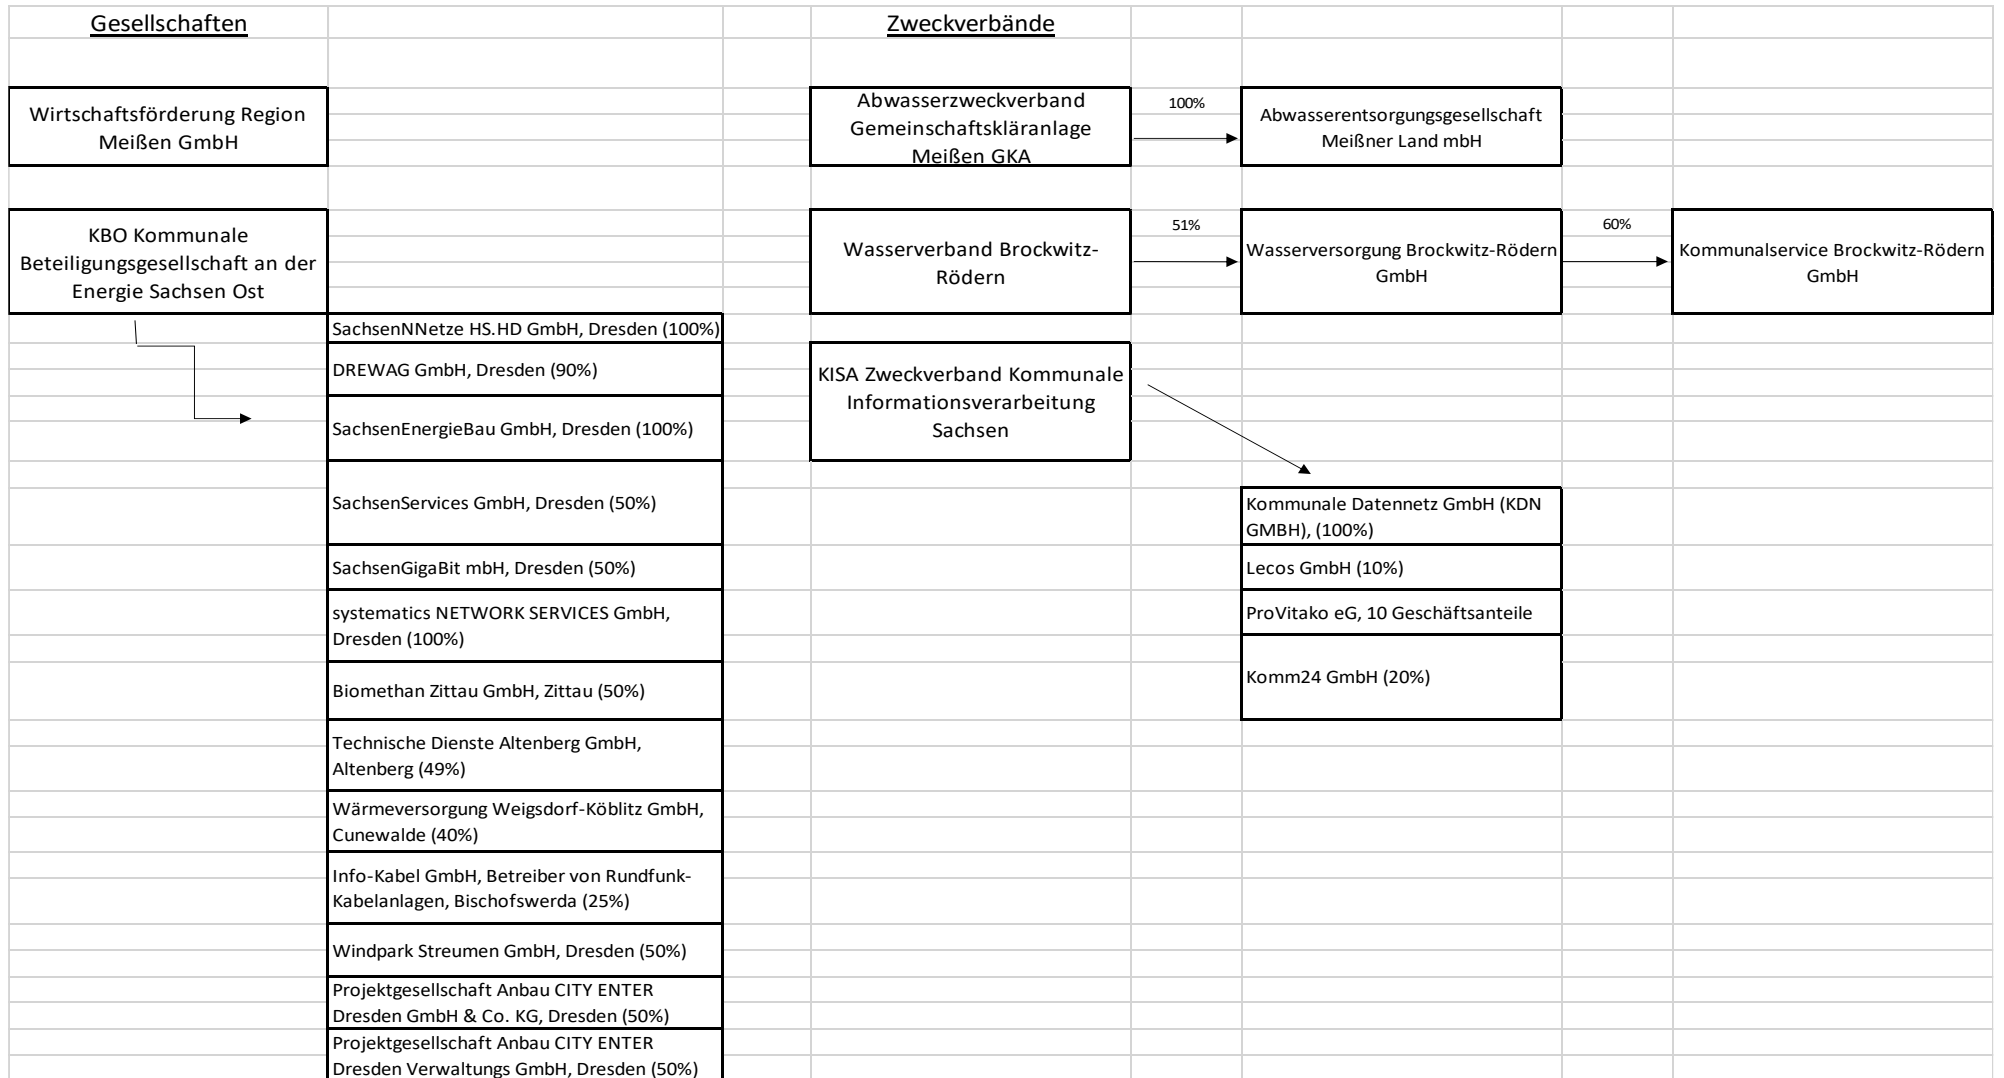 Gesellschaften
Zweckverbände
Wirtschaftsförderung Region
Meißen GmbH
Abwasserzweckverband
Gemeinschaftskläranlage
Meißen GKA
100%
Abwasserentsorgungsgesellschaft
Meißner Land mbH
KBO Kommunale
Beteiligungsgesellschaft an der
Energie Sachsen Ost
Wasserverband Brockwitz-
Rödern
51%
Wasserversorgung Brockwitz-Rödern
GmbH
60%
Kommunalservice Brockwitz-Rödern
GmbH
SachsenNNetze HS.HD GmbH, Dresden (100%)
DREWAG GmbH, Dresden (90%)
SachsenEnergieBau GmbH, Dresden (100%)
SachsenServices GmbH, Dresden (50%)
SachsenGigaBit mbH, Dresden (50%)
systematics NETWORK SERVICES GmbH,
Dresden (100%)
Biomethan Zittau GmbH, Zittau (50%)
Technische Dienste Altenberg GmbH,
Altenberg (49%)
Wärmeversorgung Weigsdorf-Köblitz GmbH,
Cunewalde (40%)
Info-Kabel GmbH, Betreiber von Rundfunk-
Kabelanlagen, Bischofswerda (25%)
Windpark Streumen GmbH, Dresden (50%)
Projektgesellschaft Anbau CITY ENTER
Dresden GmbH & Co. KG, Dresden (50%)
Projektgesellschaft Anbau CITY ENTER
Dresden Verwaltungs GmbH, Dresden (50%)
KISA Zweckverband Kommunale
Informationsverarbeitung
Sachsen
Kommunale Datennetz GmbH (KDN
GMBH), (100%)
Lecos GmbH (10%)
ProVitako eG, 10 Geschäftsanteile
Komm24 GmbH (20%)